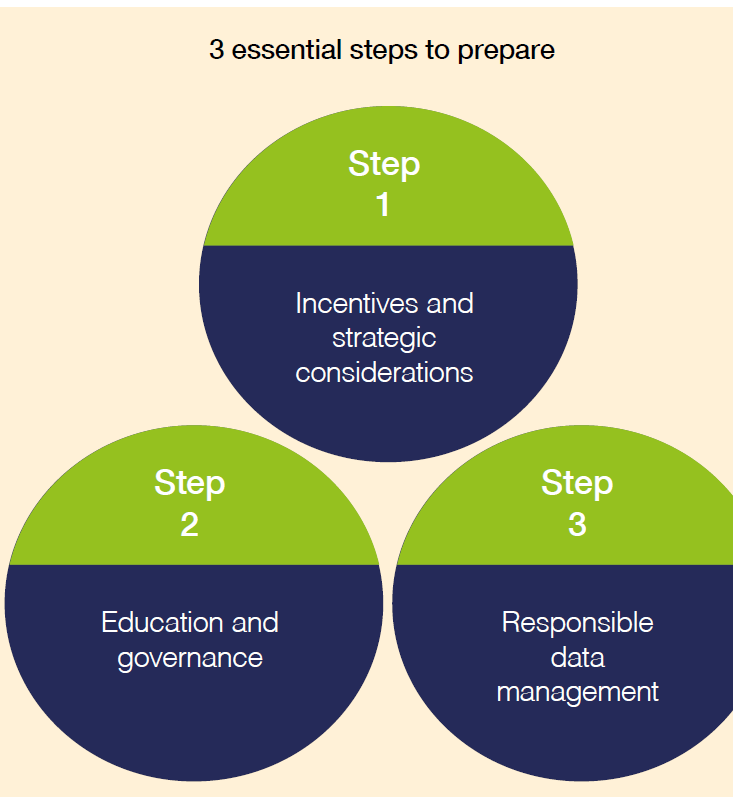 3 essential steps to prepare
Step
1
Incentives and
strategic
considerations
Step
2
Education and
governance
Step
3
Responsible
data
management